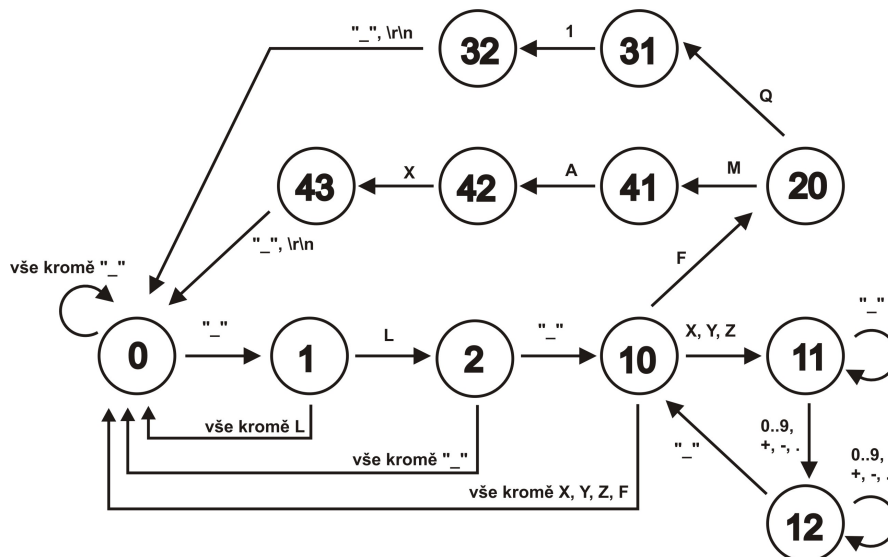 "_", \r\n
32
1
31
Q
43
X
42
A
41
M
20
"_", \r\n
F
vše kromě "_"
0
"_"
1
L
2
"_"
10
X, Y, Z
11
"_"
vše kromě L
vše kromě "_"
vše kromě X, Y, Z, F
"_"
0..9,
+, -, .
0..9,
+, -, .
12